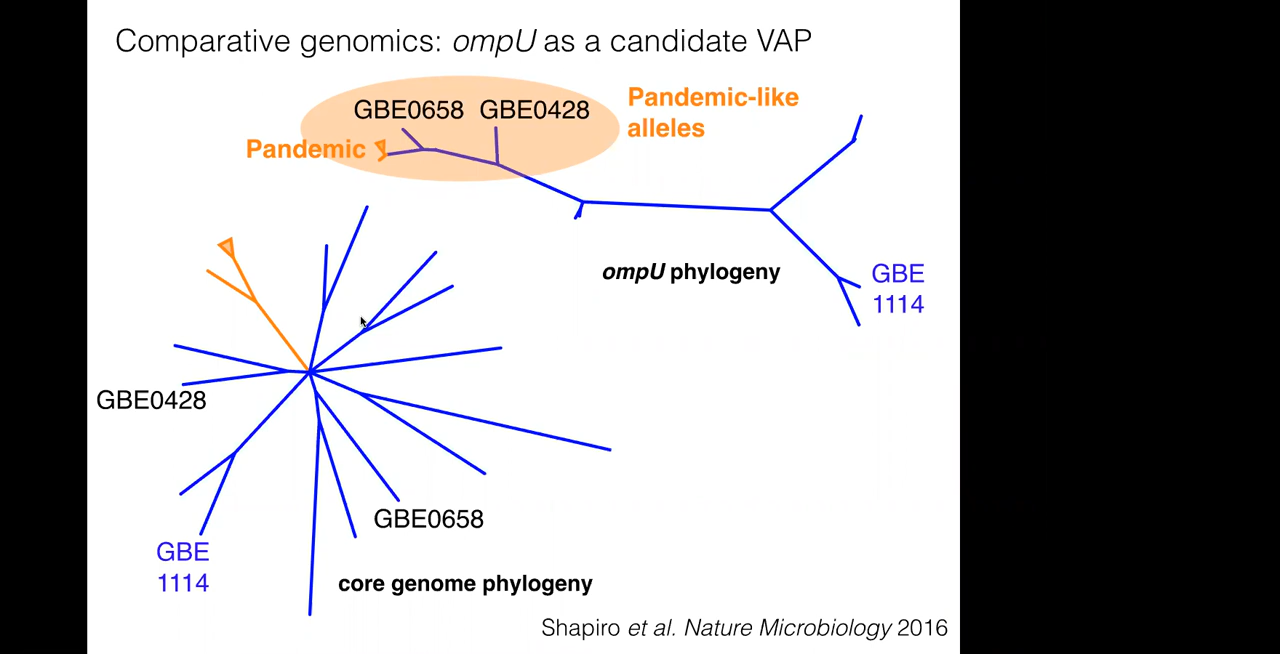 Comparative genomics: ompU as a candidate VAP
GBE0658 GBE0428
Pandemic-like
alleles
Pandemic
ompU phylogeny
GBE
1114
GBE0428
GBE0658
GBE
1114
core genome phylogeny
Shapiro et al. Nature Microbiology 2016